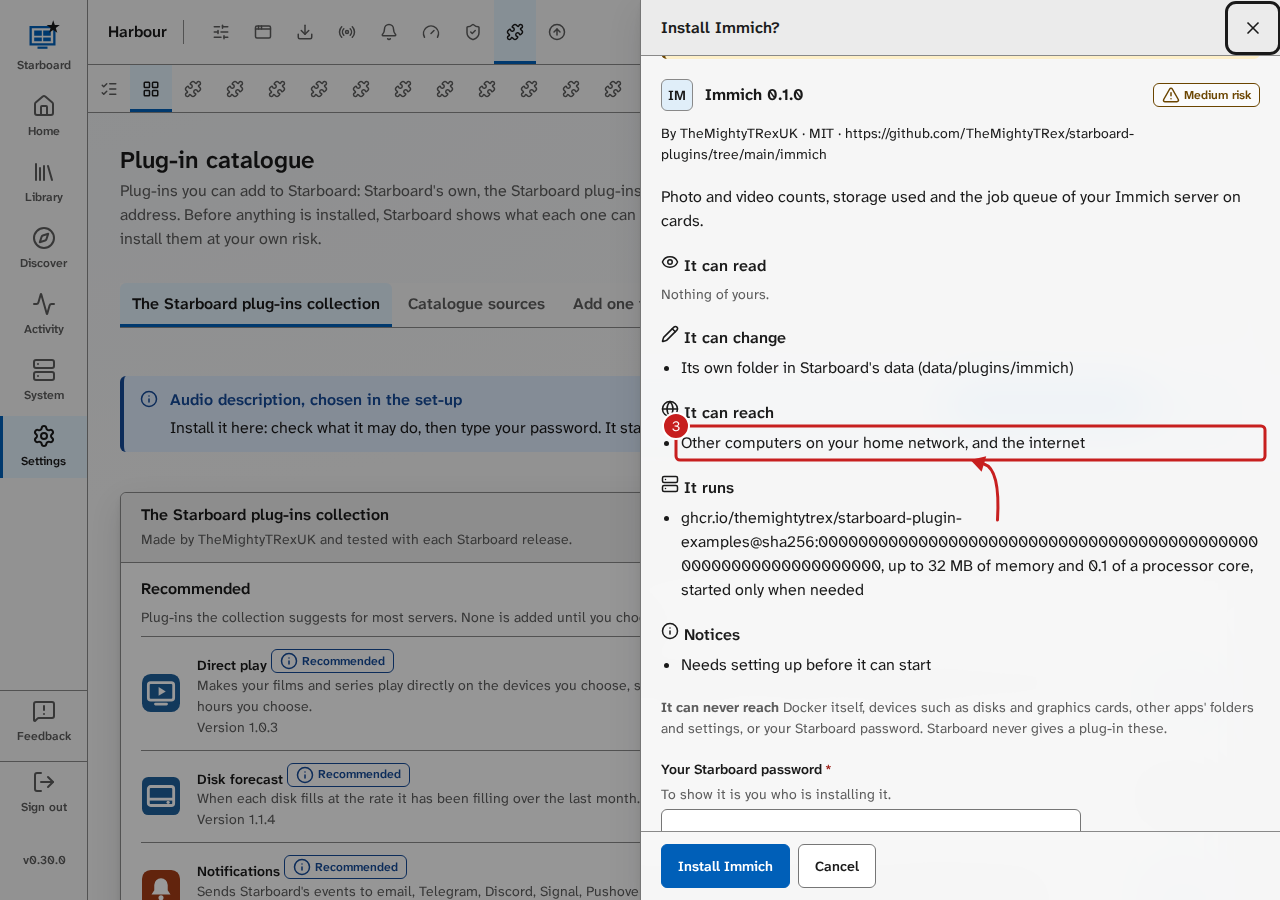 Starboard
Home
Library
Discover
Activity
System
Settings
Feedback
Sign out
v0.30.0
Harbour
Plug-in catalogue
Plug-ins you can add to Starboard: Starboard's own, the Starboard plug-ins
address. Before anything is installed, Starboard shows what each one can
install them at your own risk.
The Starboard plug-ins collection
Catalogue sources
Add one
Audio description, chosen in the set-up
Install it here: check what it may do, then type your password. It sta
The Starboard plug-ins collection
Made by TheMightyTRexUK and tested with each Starboard release.
Recommended
Plug-ins the collection suggests for most servers. None is added until you cho
Direct play
Recommended
Makes your films and series play directly on the devices you choose, s
hours you choose.
Version 1.0.3
Disk forecast
Recommended
When each disk fills at the rate it has been filling over the last month.
Version 1.1.4
Notifications
Recommended
Sends Starboard's events to email, Telegram, Discord, Signal, Pushove
Install Immich?
IM
Immich 0.1.0
Medium risk
By TheMightyTRexUK · MIT · https://github.com/TheMightyTRex/starboard-
plugins/tree/main/immich
Photo and video counts, storage used and the job queue of your Immich server on
cards.
It can read
Nothing of yours.
It can change
Its own folder in Starboard's data (data/plugins/immich)
It can reach
3
Other computers on your home network, and the internet
It runs
ghcr.io/themightytrex/starboard-plugin-
examples@sha256:00000000000000000000000000000000000000000000
00000000000000000000, up to 32 MB of memory and 0.1 of a processor core,
started only when needed
Notices
Needs setting up before it can start
It can never reach Docker itself, devices such as disks and graphics cards, other apps' folders
and settings, or your Starboard password. Starboard never gives a plug-in these.
Your Starboard password *
To show it is you who is installing it.
Install Immich
Cancel